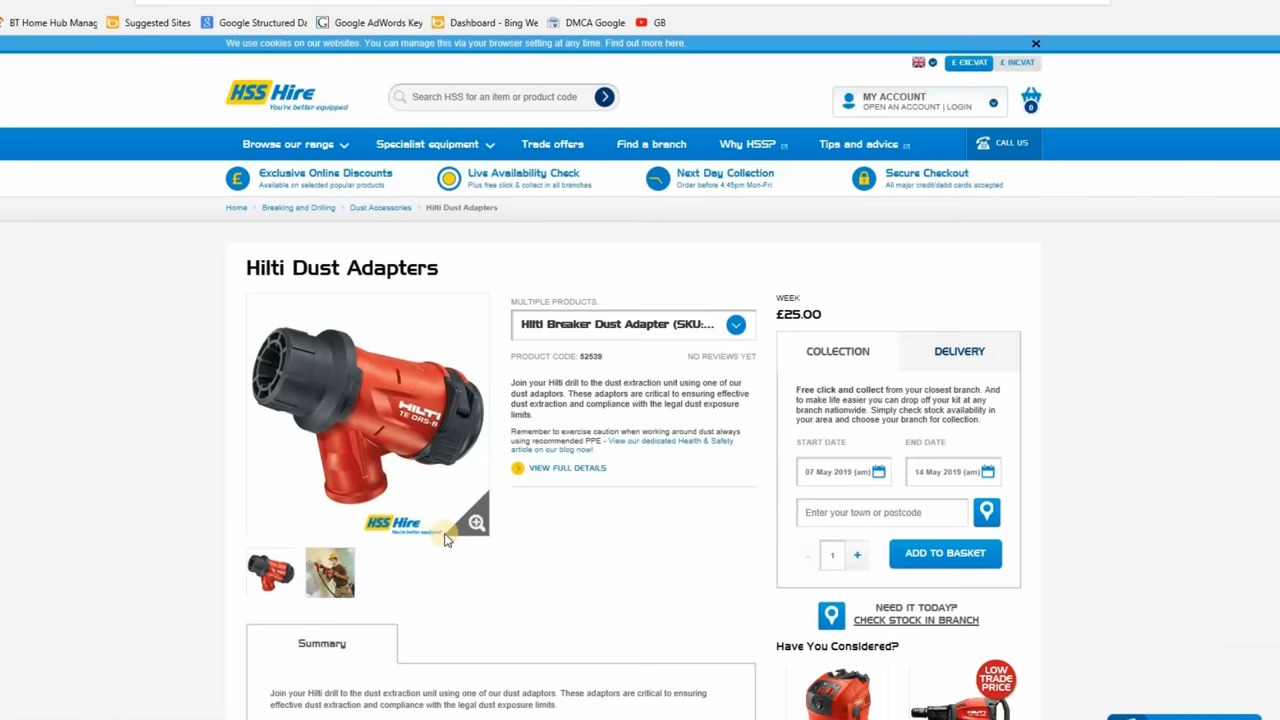 BT Home Hub Manag
Suggested Sites
Google Structured Da
Google AdWords Key
Dashboard - Bing We
DMCA Google
GB
We use cookies on our websites. You can manage this via your browser setting at any time. Find out more here.
£ EXCVAT
£ INCVAT
HSS Hire
You're better equipped
Search HSS for an item or product code
MY ACCOUNT
OPEN AN ACCOUNT | LOGIN
0
Browse our range
Specialist equipment
Trade offers
Find a branch
Why HSS?
Tips and advice
CALL US
Exclusive Online Discounts
Available on selected popular products
Live Availability Check
Plus free click & collect in all branches
Next Day Collection
Order before 4:45pm Mon-Fri
Secure Checkout
All major credit/debit cards accepted
Home
Breaking and Drilling
Dust Accessories
Hilti Dust Adapters
Hilti Dust Adapters
HILTI
TE DRS-B
HSS Hire
You're better equipped
MULTIPLE PRODUCTS:
Hilti Breaker Dust Adapter (SKU:...
PRODUCT CODE: 52539
NO REVIEWS YET
Join your Hilti drill to the dust extraction unit using one of our
dust adaptors. These adaptors are critical to ensuring effective
dust extraction and compliance with the legal dust exposure
limits.
Remember to exercise caution when working around dust always
using recommended PPE - View our dedicated Health & Safety
article on our blog now!
VIEW FULL DETAILS
WEEK
£25.00
COLLECTION
DELIVERY
Free click and collect from your closest branch. And
to make life easier you can drop off your kit at any
branch nationwide. Simply check stock availability in
your area and choose your branch for collection.
START DATE
END DATE
07 May 2019 (am)
14 May 2019 (am)
Enter your town or postcode
- 1 +
ADD TO BASKET
NEED IT TODAY?
CHECK STOCK IN BRANCH
Have You Considered?
LOW
TRADE
PRICE
Summary
Join your Hilti drill to the dust extraction unit using one of our dust adaptors. These adaptors are critical to ensuring
effective dust extraction and compliance with the legal dust exposure limits.